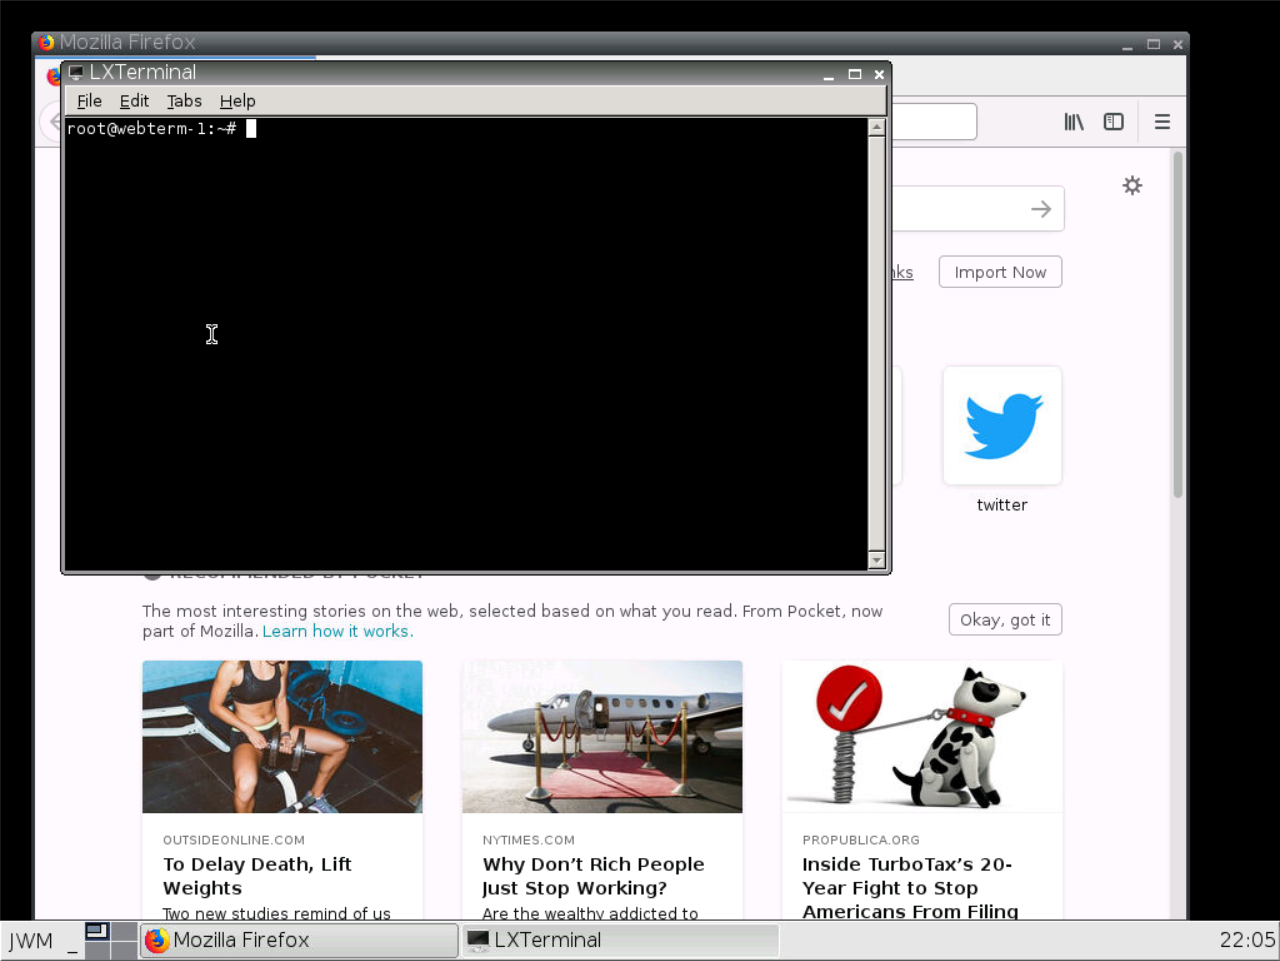 Mozilla Firefox
LXTerminal
File Edit Tabs Help
root@webterm-1:~#
Import Now
twitter
The most interesting stories on the web, selected based on what you read. From Pocket, now
part of Mozilla. Learn how it works.
Okay, got it
OUTSIDEONLINE.COM
To Delay Death, Lift
Weights
Two new studies remind of us
NYTIMES.COM
Why Don’t Rich People
Just Stop Working?
Are the wealthy addicted to
PROPUBLICA.ORG
Inside TurboTax’s 20-
Year Fight to Stop
Americans From Filing
JWM _ Mozilla Firefox LXTerminal 22:05